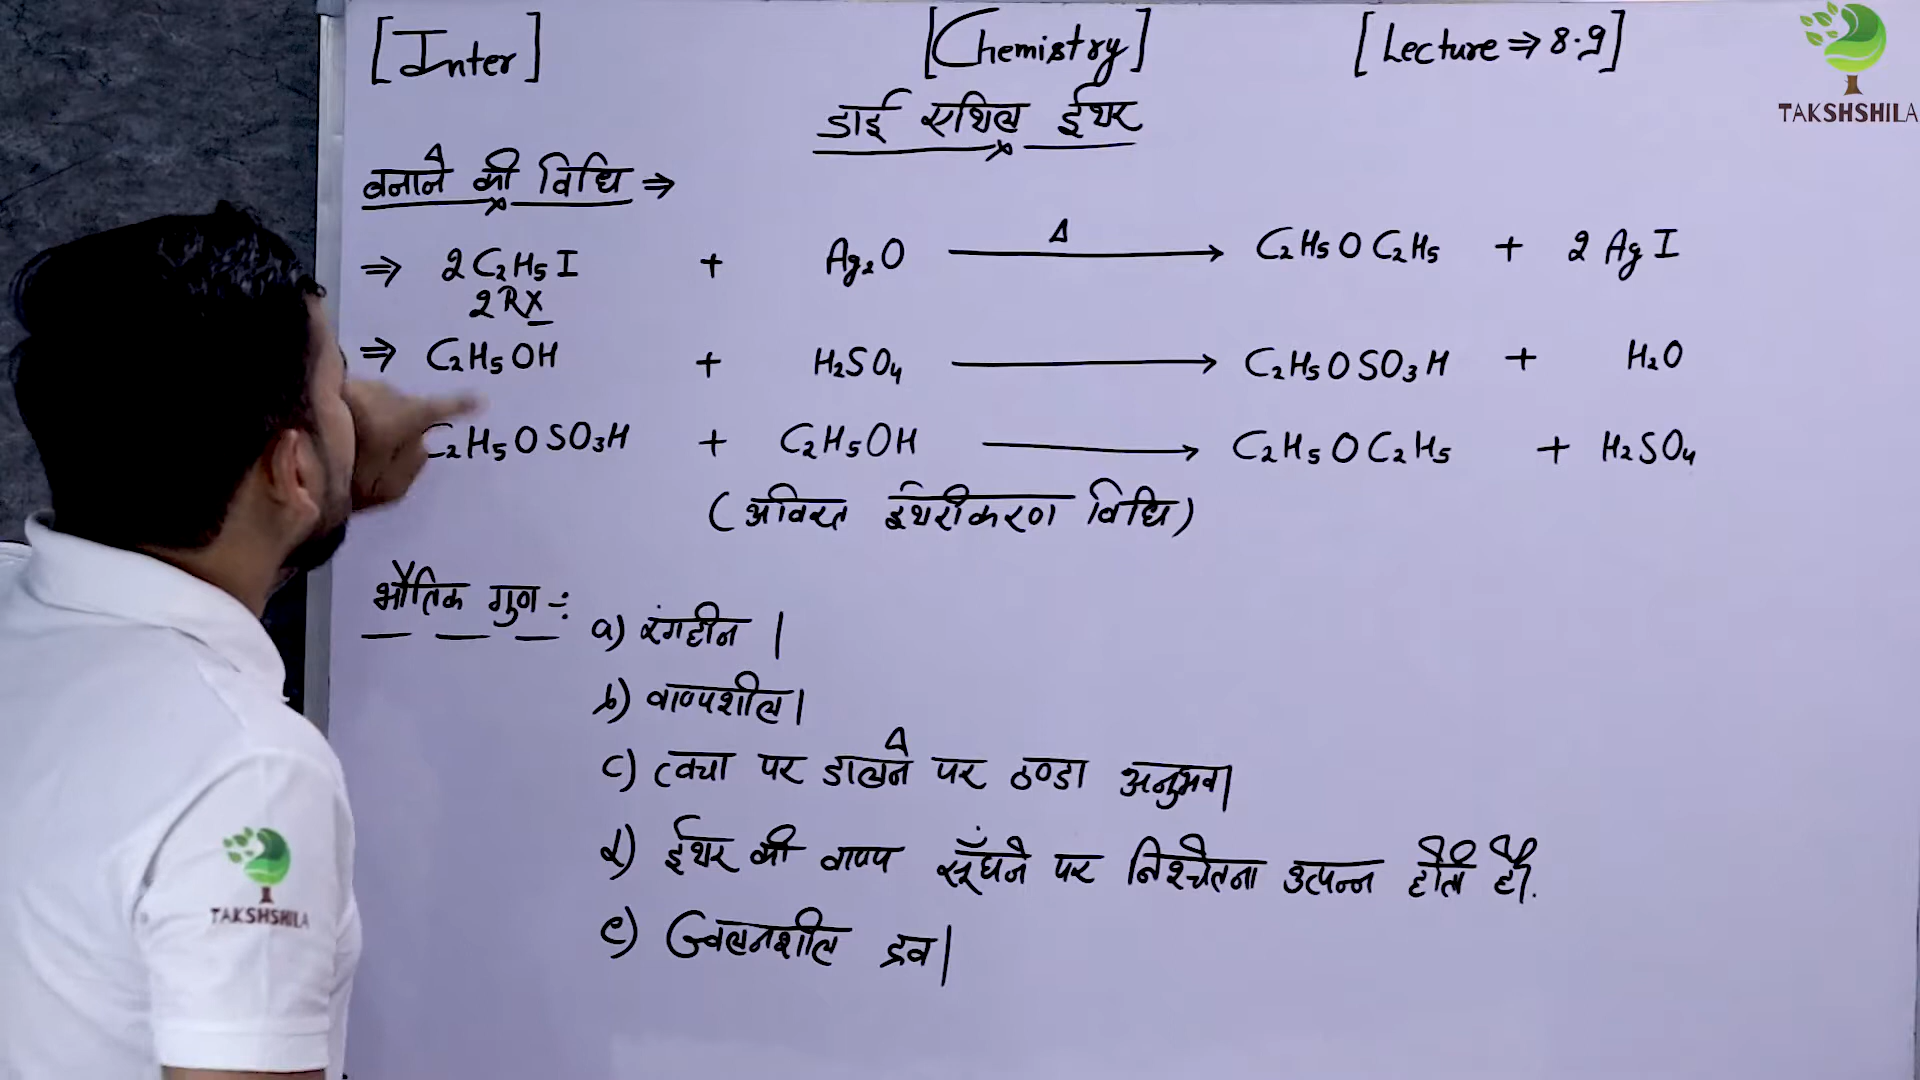 [Inter] [Chemistry] [Lecture ⇒ 8.9]
TAKSHSHILA
डाई एथिल ईथर
बनाने की विधि ⇒
⇒ 2C₂H₅I + Ag₂O —Δ→ C₂H₅OC₂H₅ + 2AgI
2RX
⇒ C₂H₅OH + H₂SO₄ → C₂H₅OSO₃H + H₂O
C₂H₅OSO₃H + C₂H₅OH → C₂H₅OC₂H₅ + H₂SO₄
(अविरत ईथरीकरण विधि)
भौतिक गुण -:
a) रंगहीन |
b) वाष्पशील |
c) त्वचा पर डालने पर ठण्डा अनुभव |
d) ईथर की वाष्प सूँघने पर निश्चेतना उत्पन्न होती है.
e) ज्वलनशील द्रव |
TAKSHSHILA